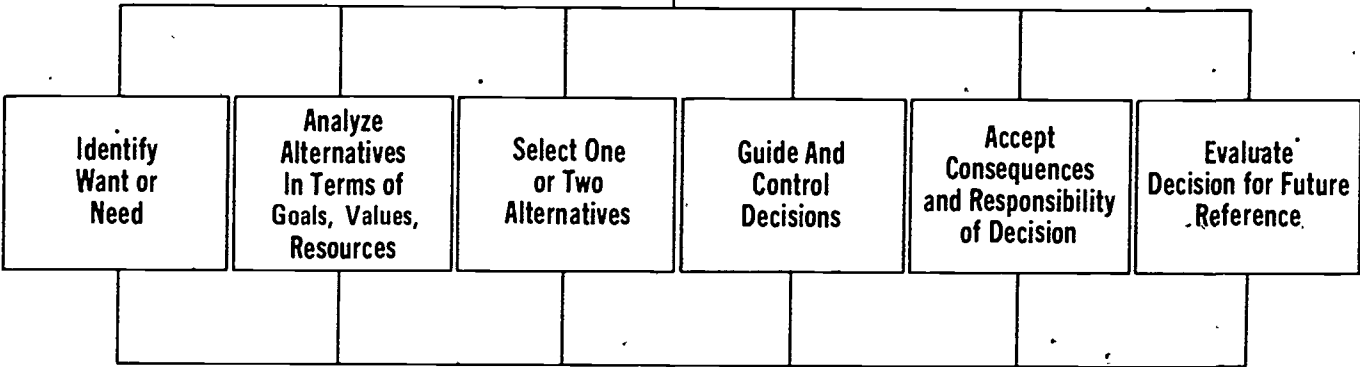 Identify
Want or
Need
Analyze
Alternatives
In Terms of
Goals, Values,
Resources
Select One
or Two
Alternatives
Guide And
Control
Decisions
Accept
Consequences
and Responsibility
of Decision
Evaluate
Decision for Future
Reference